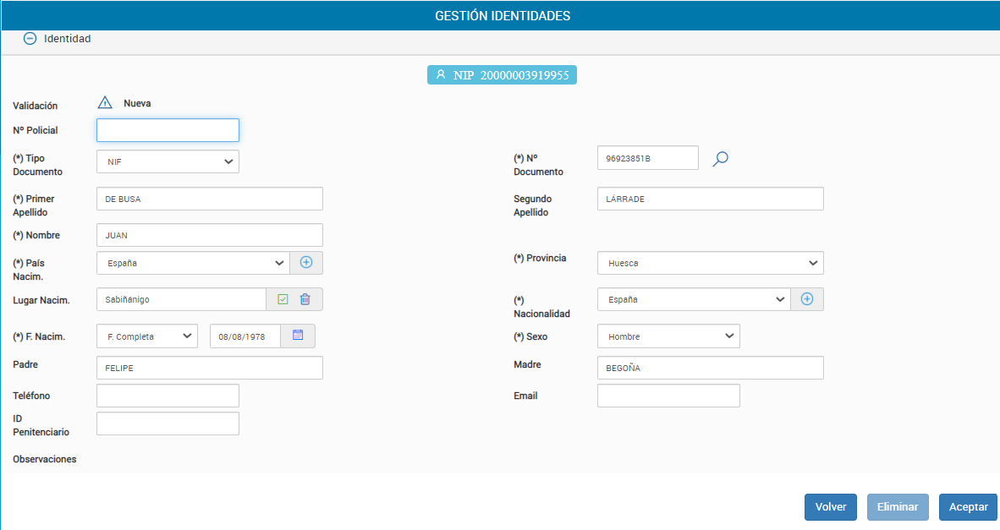 GESTIÓN IDENTIDADES
Identidad
NIP 20000003919955
Validación
Nueva
Nº Policial
(*) Tipo
Documento
NIF
(*) Nº
Documento
96923851B
(*) Primer
Apellido
DE BUSA
Segundo
Apellido
LÁRRADE
(*) Nombre
JUAN
(*) País
Nacim.
España
(*) Provincia
Huesca
Lugar Nacim.
Sabiñánigo
(*)
Nacionalidad
España
(*) F. Nacim.
F. Completa
08/08/1978
(*) Sexo
Hombre
Padre
FELIPE
Madre
BEGOÑA
Teléfono
Email
ID
Penitenciario
Observaciones
Volver
Eliminar
Aceptar